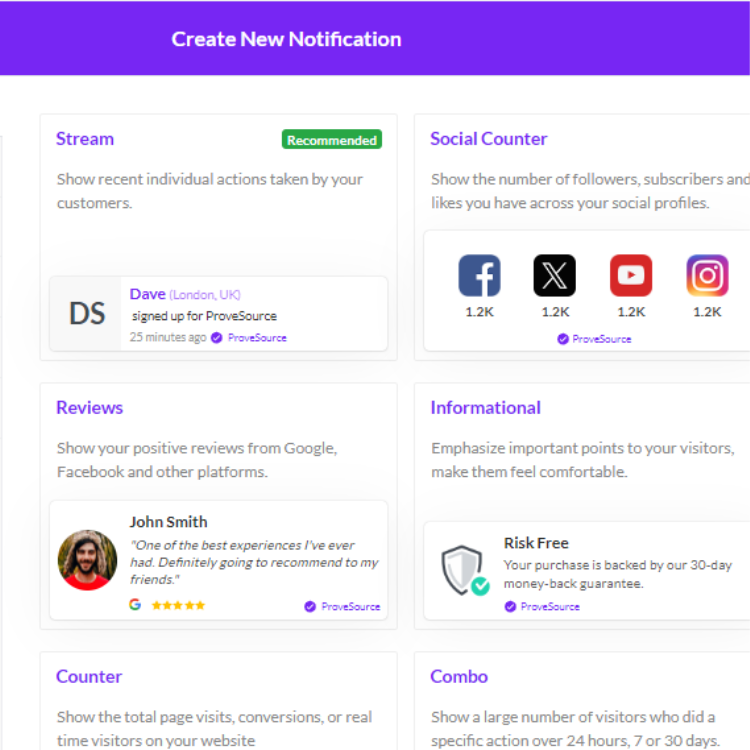 Create New Notification
Stream
Recommended
Show recent individual actions taken by your
customers.
DS
Dave (London, UK)
signed up for ProveSource
25 minutes ago ProveSource
Social Counter
Show the number of followers, subscribers and
likes you have across your social profiles.
1.2K 1.2K 1.2K 1.2K
ProveSource
Reviews
Show your positive reviews from Google,
Facebook and other platforms.
John Smith
"One of the best experiences I've ever
had. Definitely going to recommend to my
friends."
ProveSource
Informational
Emphasize important points to your visitors,
make them feel comfortable.
Risk Free
Your purchase is backed by our 30-day
money-back guarantee.
ProveSource
Counter
Show the total page visits, conversions, or real
time visitors on your website
Combo
Show a large number of visitors who did a
specific action over 24 hours, 7 or 30 days.